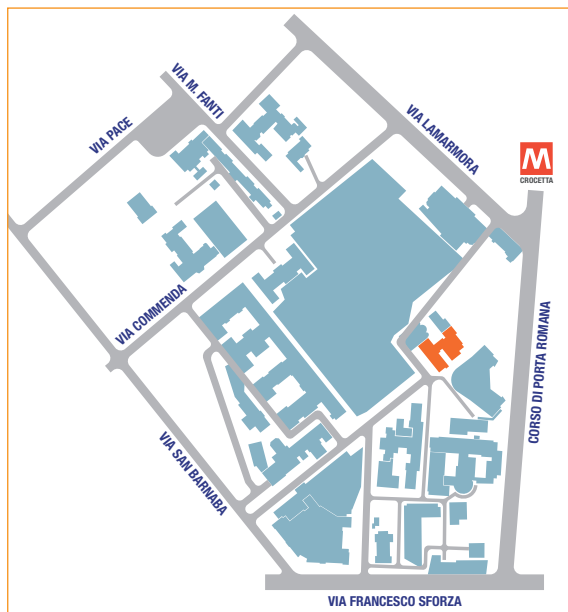 VIA M. FANTI
VIA PACE
VIA LAMARMORA
M
CROCETTA
VIA COMMENDA
CORSO DI PORTA ROMANA
VIA SAN BARNABA
VIA FRANCESCO SFORZA